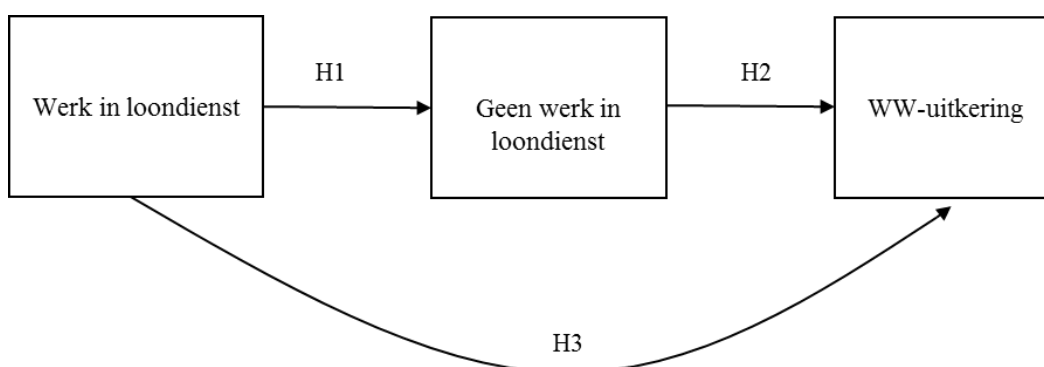 H1
H2
Werk in loondienst
Geen werk in
loondienst
WW-uitkering
H3